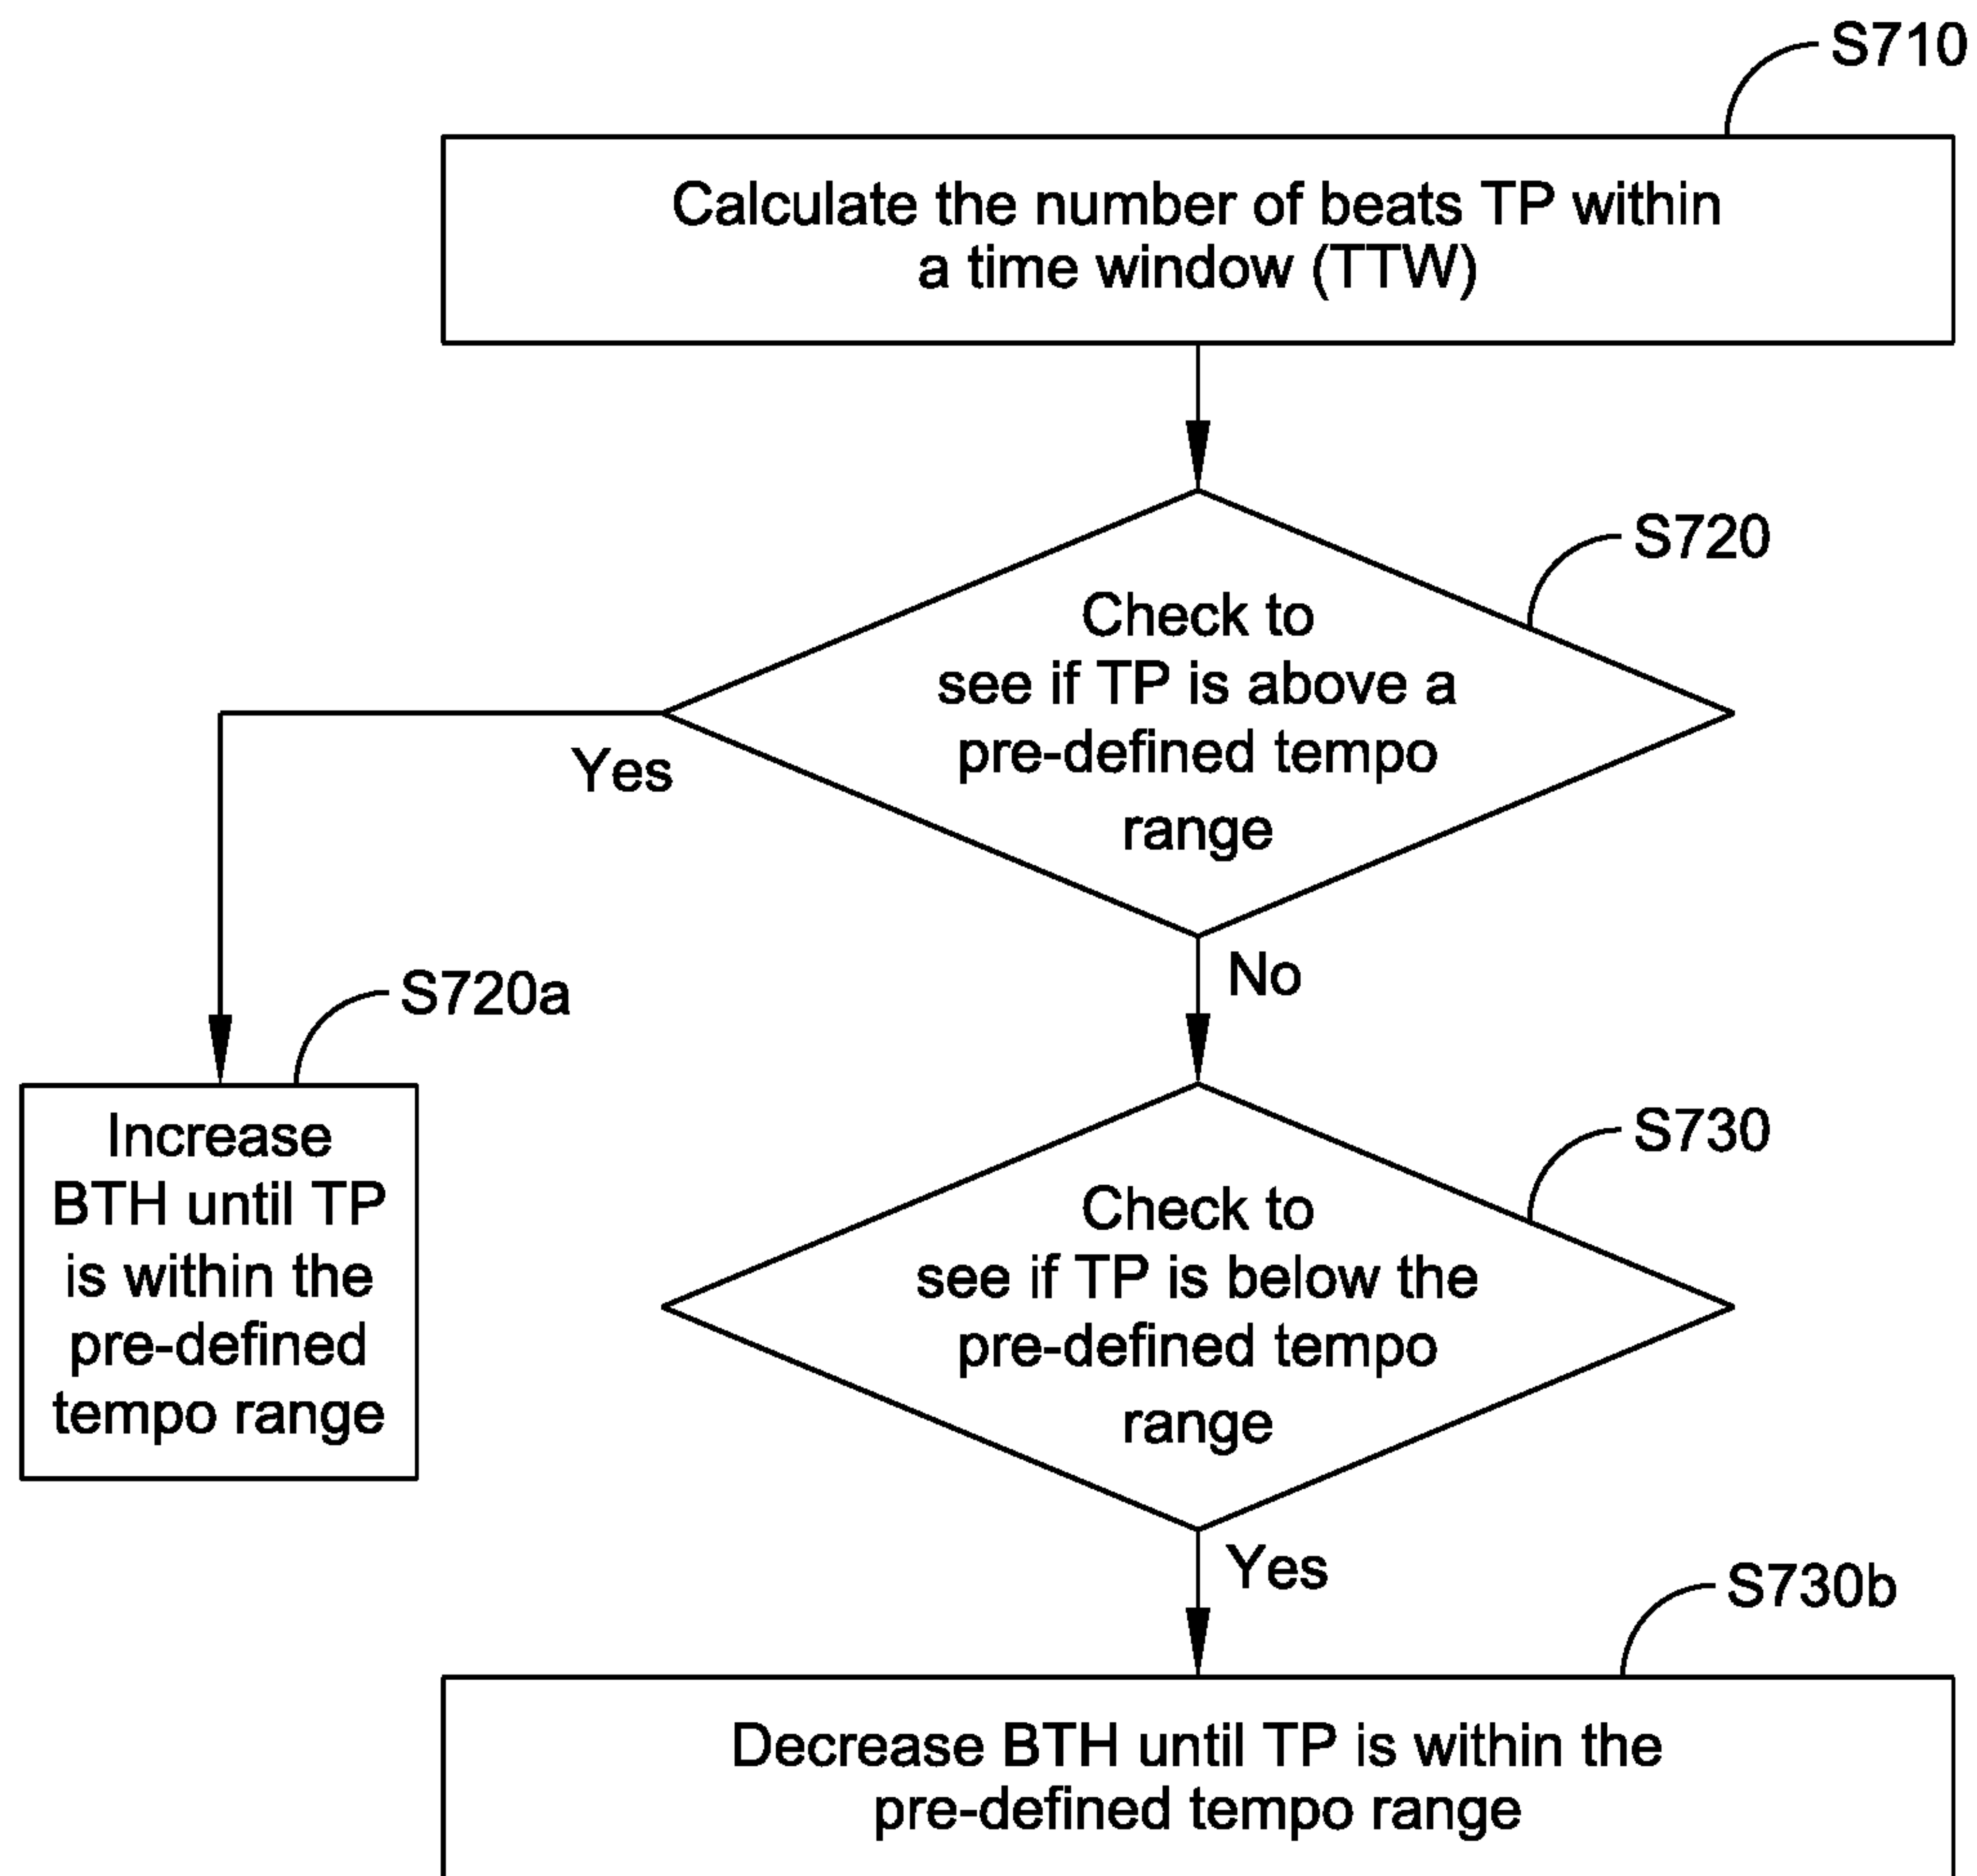 S710
Calculate the number of beats TP within
a time window (TTW)
S720
Check to
see if TP is above a
pre-defined tempo
range
Yes
No
S720a
Increase
BTH until TP
is within the
pre-defined
tempo range
S730
Check to
see if TP is below the
pre-defined tempo
range
Yes
S730b
Decrease BTH until TP is within the
pre-defined tempo range